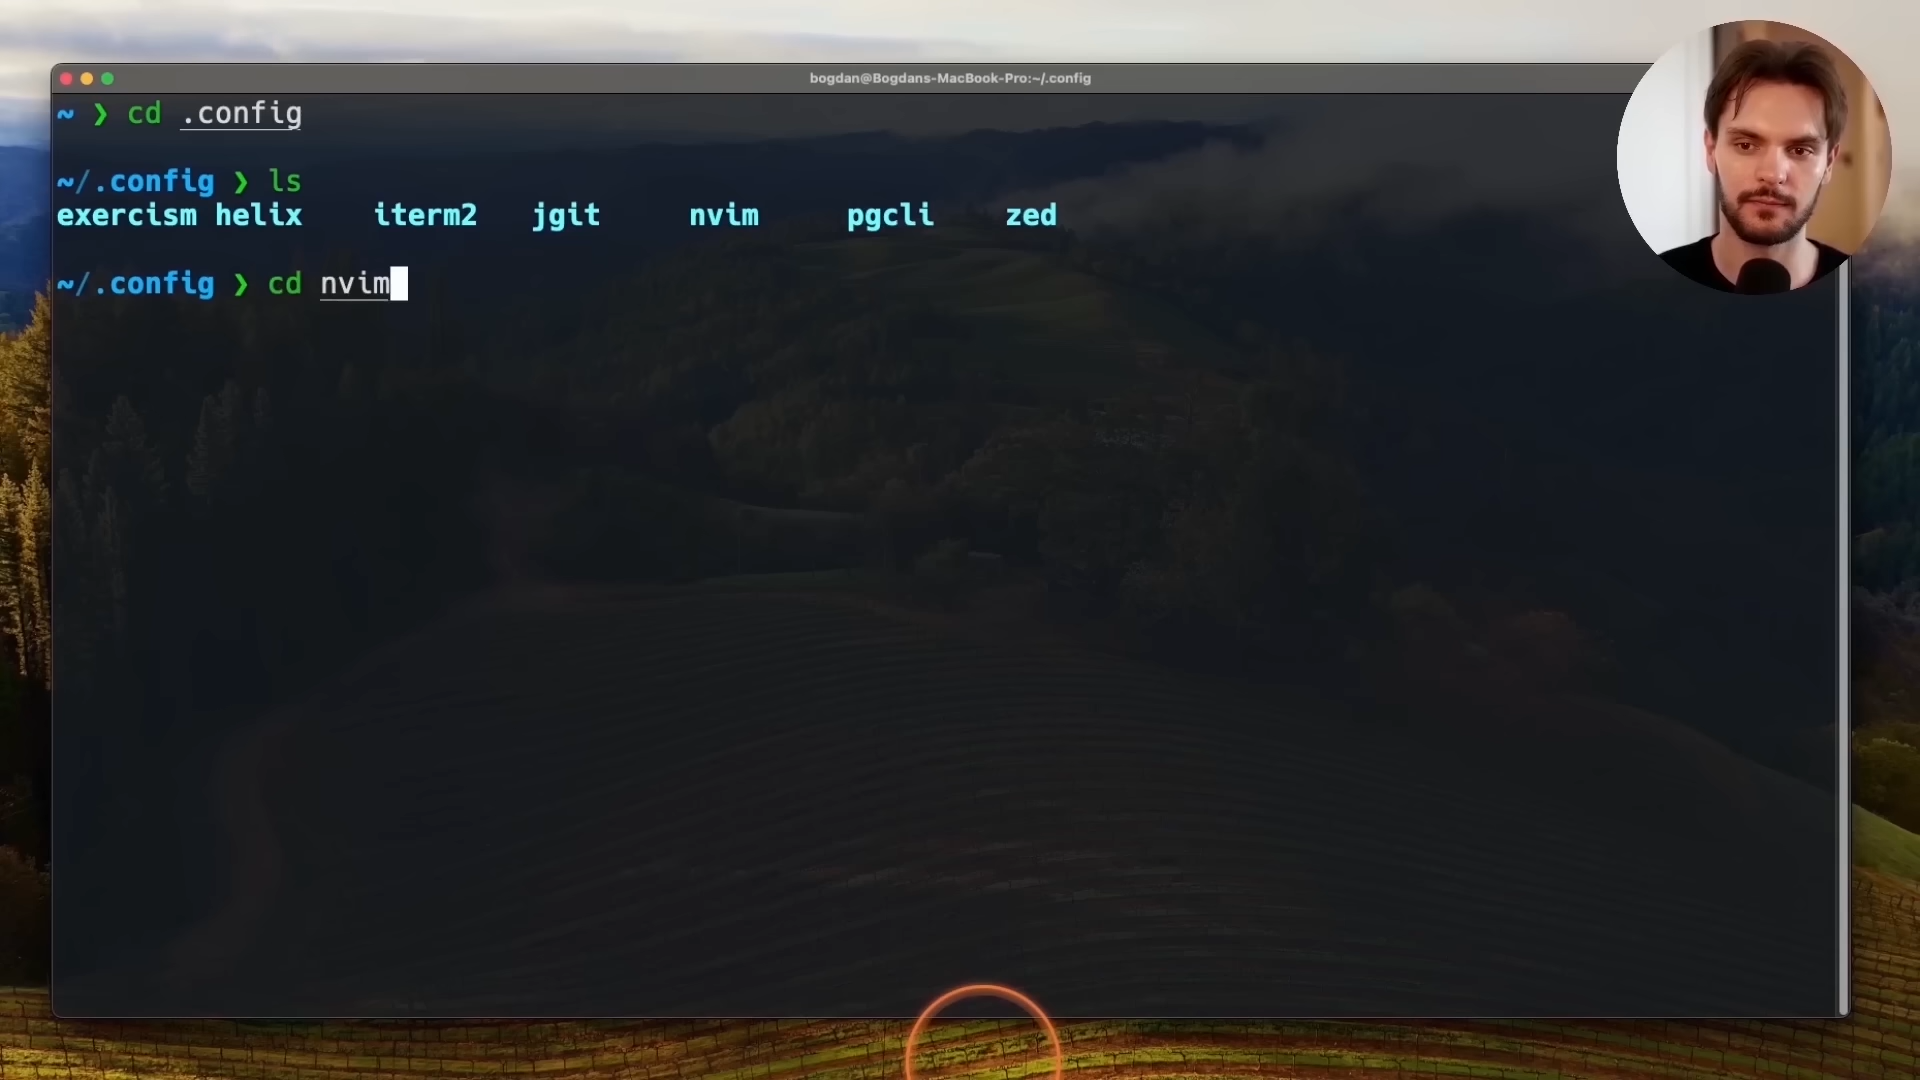 bogdan@Bogdans-MacBook-Pro:~/.config
~ ❯ cd .config
~/.config ❯ ls
exercism helix iterm2 jgit nvim pgcli zed
~/.config ❯ cd nvim